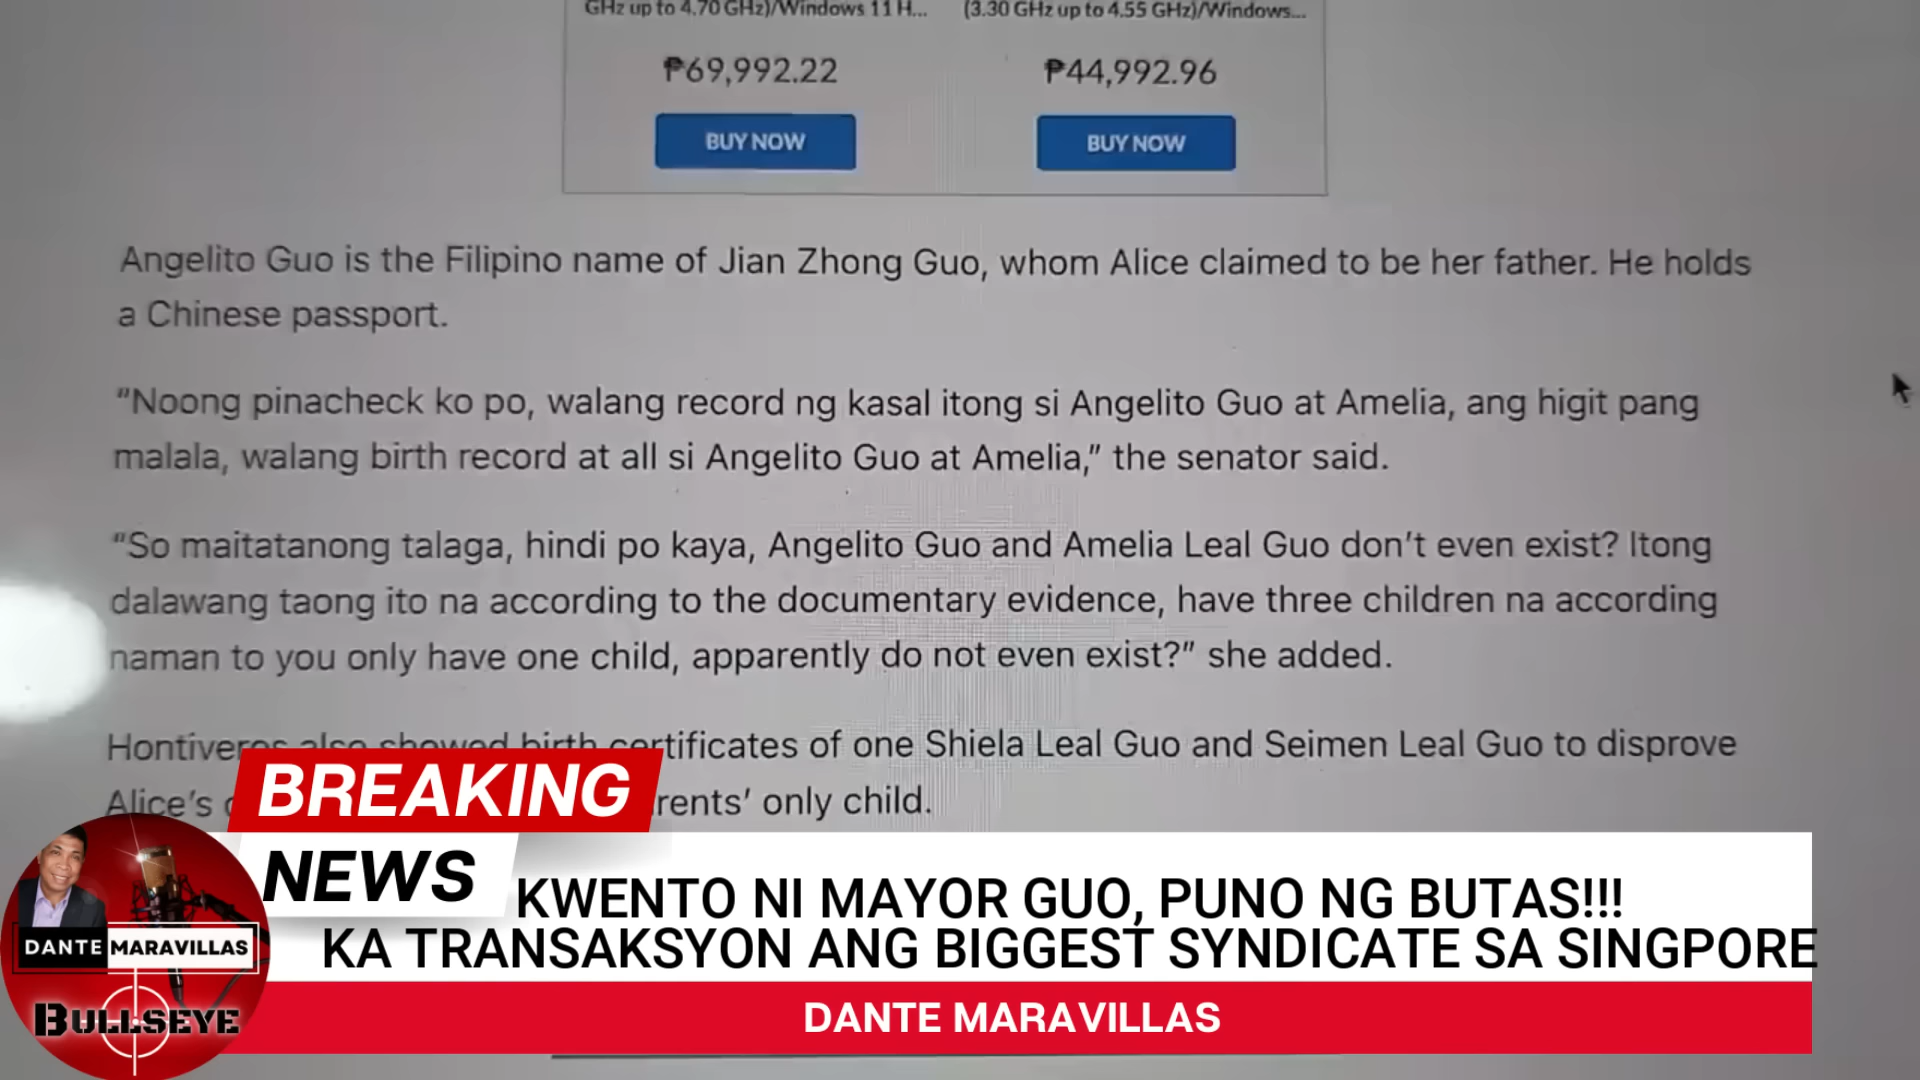 GHz up to 4.70 GHz)/Windows 11 H... (3.30 GHz up to 4.55 GHz)/Windows...
₱69,992.22 ₱44,992.96
BUY NOW BUY NOW
Angelito Guo is the Filipino name of Jian Zhong Guo, whom Alice claimed to be her father. He holds
a Chinese passport.
“Noong pinacheck ko po, walang record ng kasal itong si Angelito Guo at Amelia, ang higit pang
malala, walang birth record at all si Angelito Guo at Amelia,” the senator said.
“So maitatanong talaga, hindi po kaya, Angelito Guo and Amelia Leal Guo don’t even exist? Itong
dalawang taong ito na according to the documentary evidence, have three children na according
naman to you only have one child, apparently do not even exist?” she added.
Hontiveros also showed birth certificates of one Shiela Leal Guo and Seimen Leal Guo to disprove
Alice’s rents’ only child.
BREAKING
NEWS
KWENTO NI MAYOR GUO, PUNO NG BUTAS!!!
KA TRANSAKSYON ANG BIGGEST SYNDICATE SA SINGPORE
DANTE MARAVILLAS
DANTE MARAVILLAS
BULLSEYE